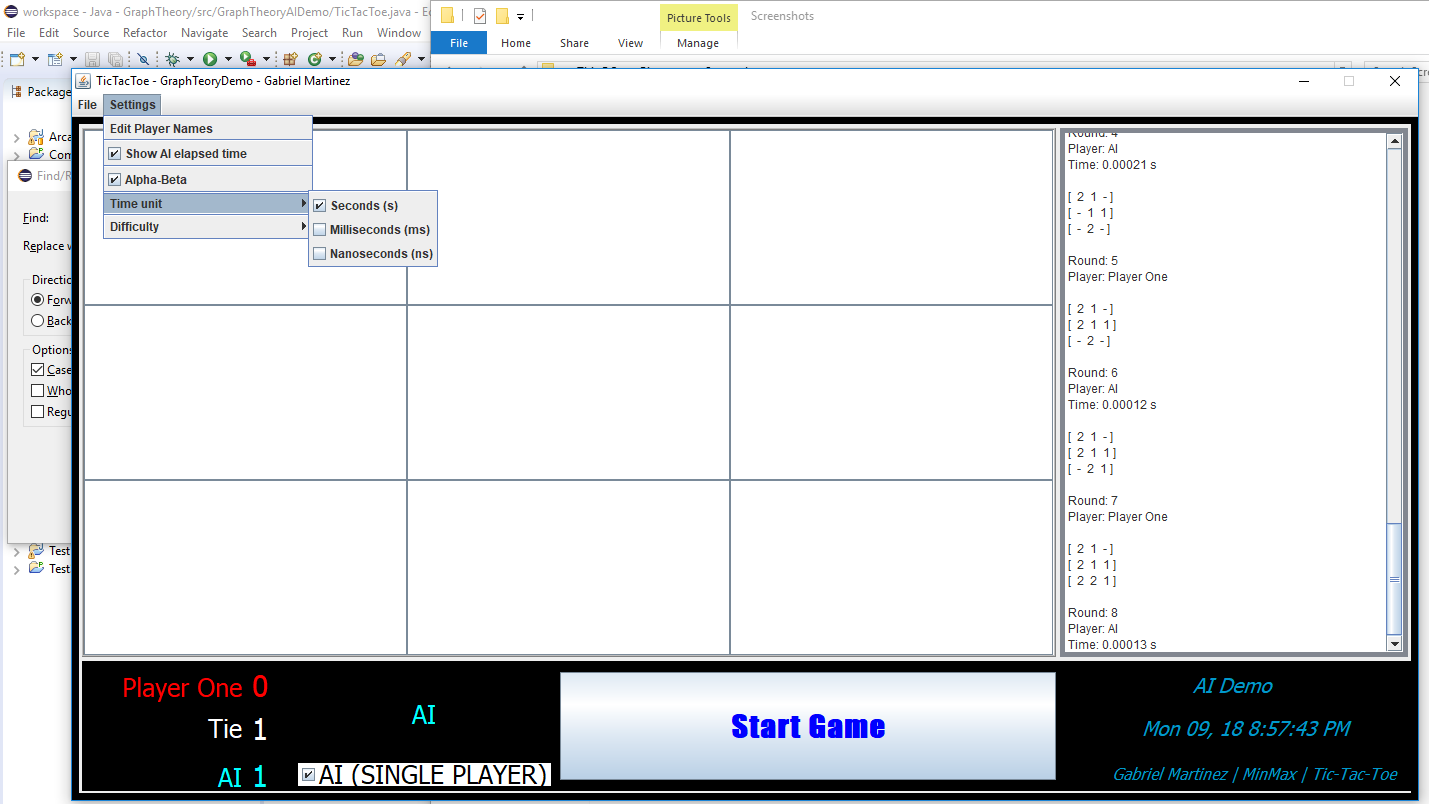 workspace - Java - GraphTheory/src/GraphTheoryAIDemo/TicTacToe.java - Ec
File Edit Source Refactor Navigate Search Project Run Window
Picture Tools
Screenshots
File Home Share View Manage
Package
Arca
Com
Find/R
Find:
Replace w
Directio
Forw
Back
Options
Case
Who
Regu
Test
Test
TicTacToe - GraphTeoryDemo - Gabriel Martinez
File Settings
Edit Player Names
Show AI elapsed time
Alpha-Beta
Time unit
Difficulty
Seconds (s)
Milliseconds (ms)
Nanoseconds (ns)
Round: 4
Player: AI
Time: 0.00021 s
[ 2 1 - ]
[ - 1 1 ]
[ - 2 - ]
Round: 5
Player: Player One
[ 2 1 - ]
[ 2 1 1 ]
[ - 2 - ]
Round: 6
Player: AI
Time: 0.00012 s
[ 2 1 - ]
[ 2 1 1 ]
[ - 2 1 ]
Round: 7
Player: Player One
[ 2 1 - ]
[ 2 1 1 ]
[ 2 2 1 ]
Round: 8
Player: AI
Time: 0.00013 s
Player One 0
Tie 1
AI 1
AI
AI (SINGLE PLAYER)
Start Game
AI Demo
Mon 09, 18 8:57:43 PM
Gabriel Martinez | MinMax | Tic-Tac-Toe